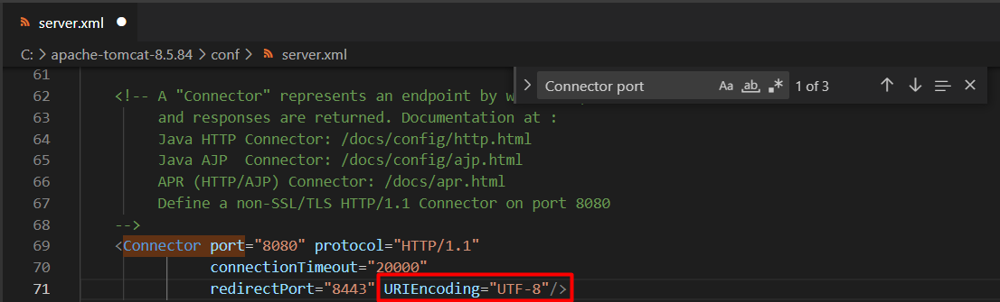 server.xml
C: > apache-tomcat-8.5.84 > conf > server.xml
Connector port Aa ab .* 1 of 3
61
62 <!-- A "Connector" represents an endpoint by w
63 and responses are returned. Documentation at :
64 Java HTTP Connector: /docs/config/http.html
65 Java AJP  Connector: /docs/config/ajp.html
66 APR (HTTP/AJP) Connector: /docs/apr.html
67 Define a non-SSL/TLS HTTP/1.1 Connector on port 8080
68 -->
69 <Connector port="8080" protocol="HTTP/1.1"
70 connectionTimeout="20000"
71 redirectPort="8443" URIEncoding="UTF-8"/>